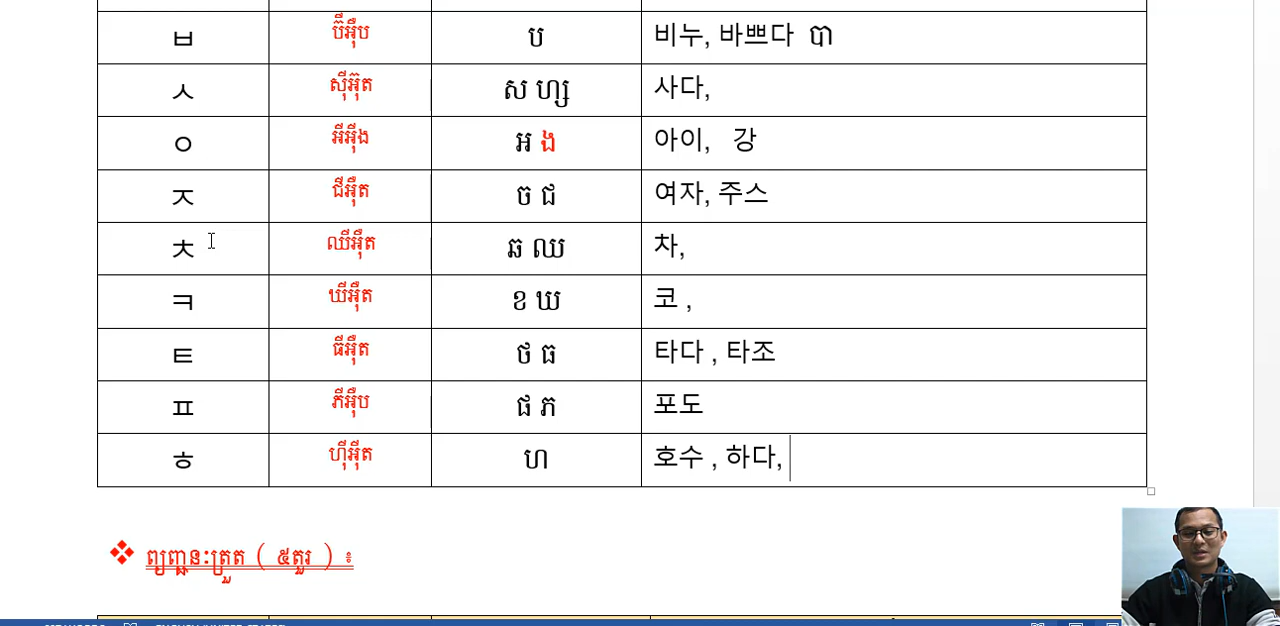 ㅂ ប៊ីអ៊ឹប ប 비누, 바쁘다 បា
ㅅ ស៊ីអ៊ុត ស ហ្ស 사다,
ㅇ អីអ៊ឹង អ ង 아이, 강
ㅈ ជីអ៊ឺត ច ជ 여자, 주스
ㅊ ឈីអ៊ឺត ឆ ឈ 차,
ㅋ ឃីអ៊ឺត ខ ឃ 코 ,
ㅌ ធីអ៊ឺត ថ ធ 타다 , 타조
ㅍ ភីអ៊ឺប ផ ភ 포도
ㅎ ហ៊ីអ៊ឺត ហ 호수 , 하다,
ព្យញ្ជនៈត្រួត ( ៥តួរ ) ៖